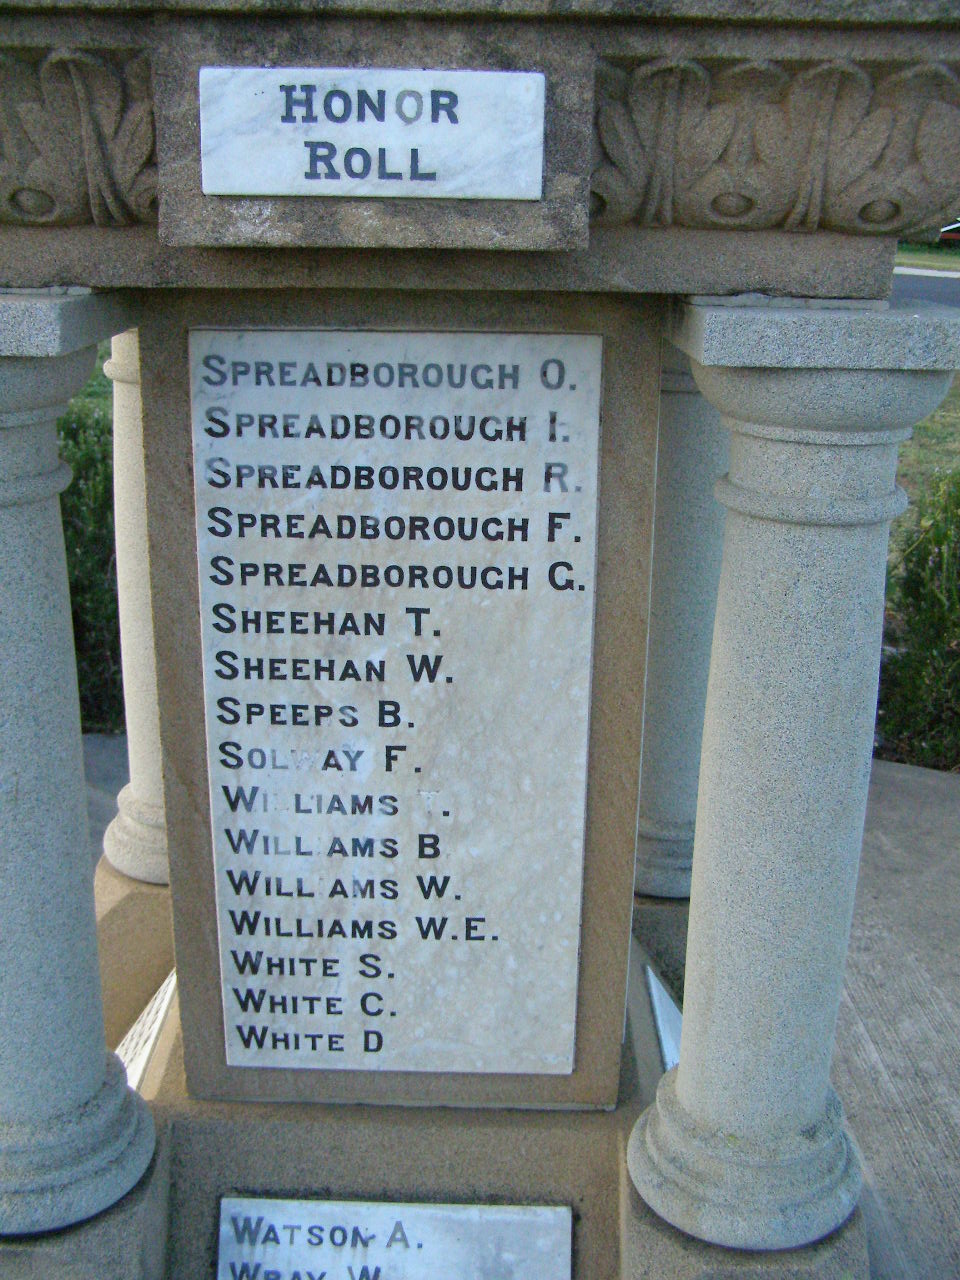 HONOR
ROLL
SPREADBOROUGH O.
SPREADBOROUGH I.
SPREADBOROUGH R.
SPREADBOROUGH F.
SPREADBOROUGH G.
SHEEHAN T.
SHEEHAN W.
SPEEPS B.
SOLWAY F.
WILLIAMS
WILLIAMS B
WILLIAMS W.
WILLIAMS W.E.
WHITE S.
WHITE C.
WHITE D
WATSON A.
WRAY W.